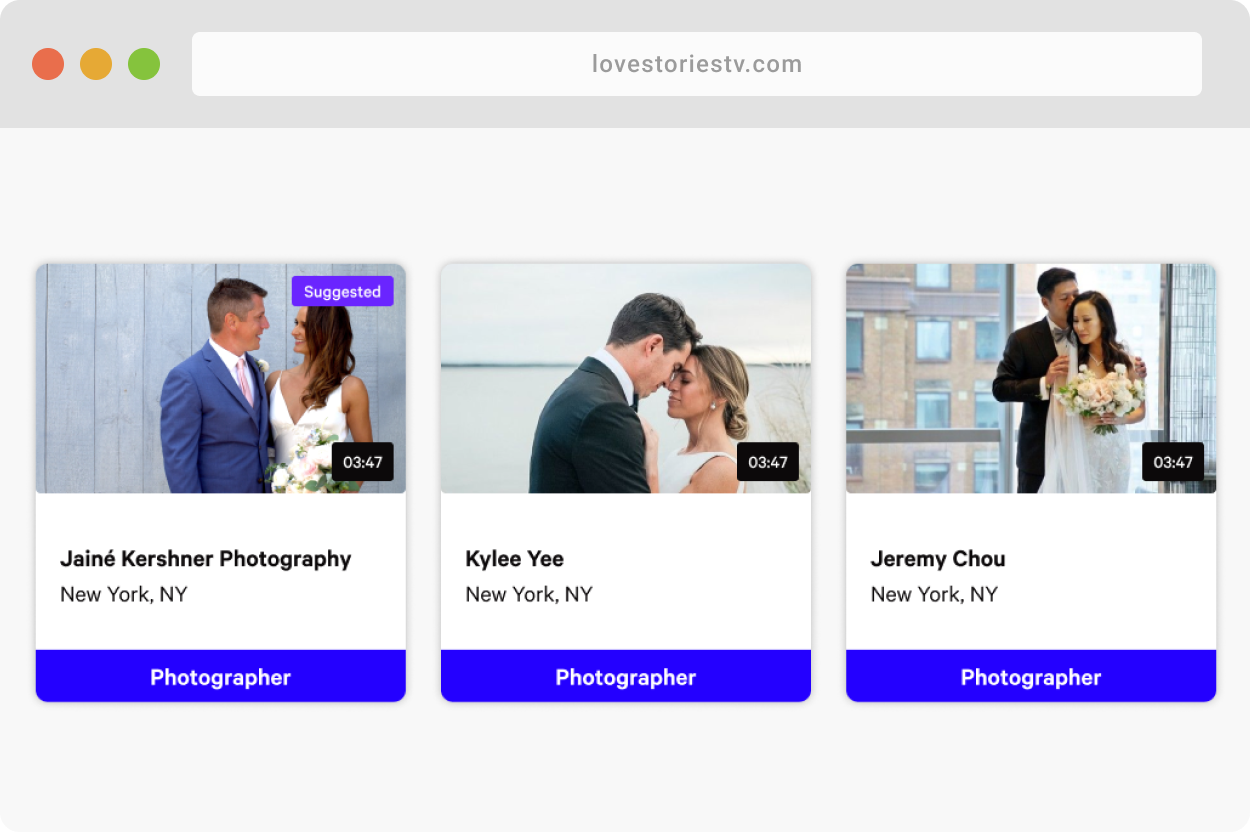 lovestoriestv.com
Suggested
03:47
03:47
03:47
Jainé Kershner Photography
New York, NY
Photographer
Kylee Yee
New York, NY
Photographer
Jeremy Chou
New York, NY
Photographer